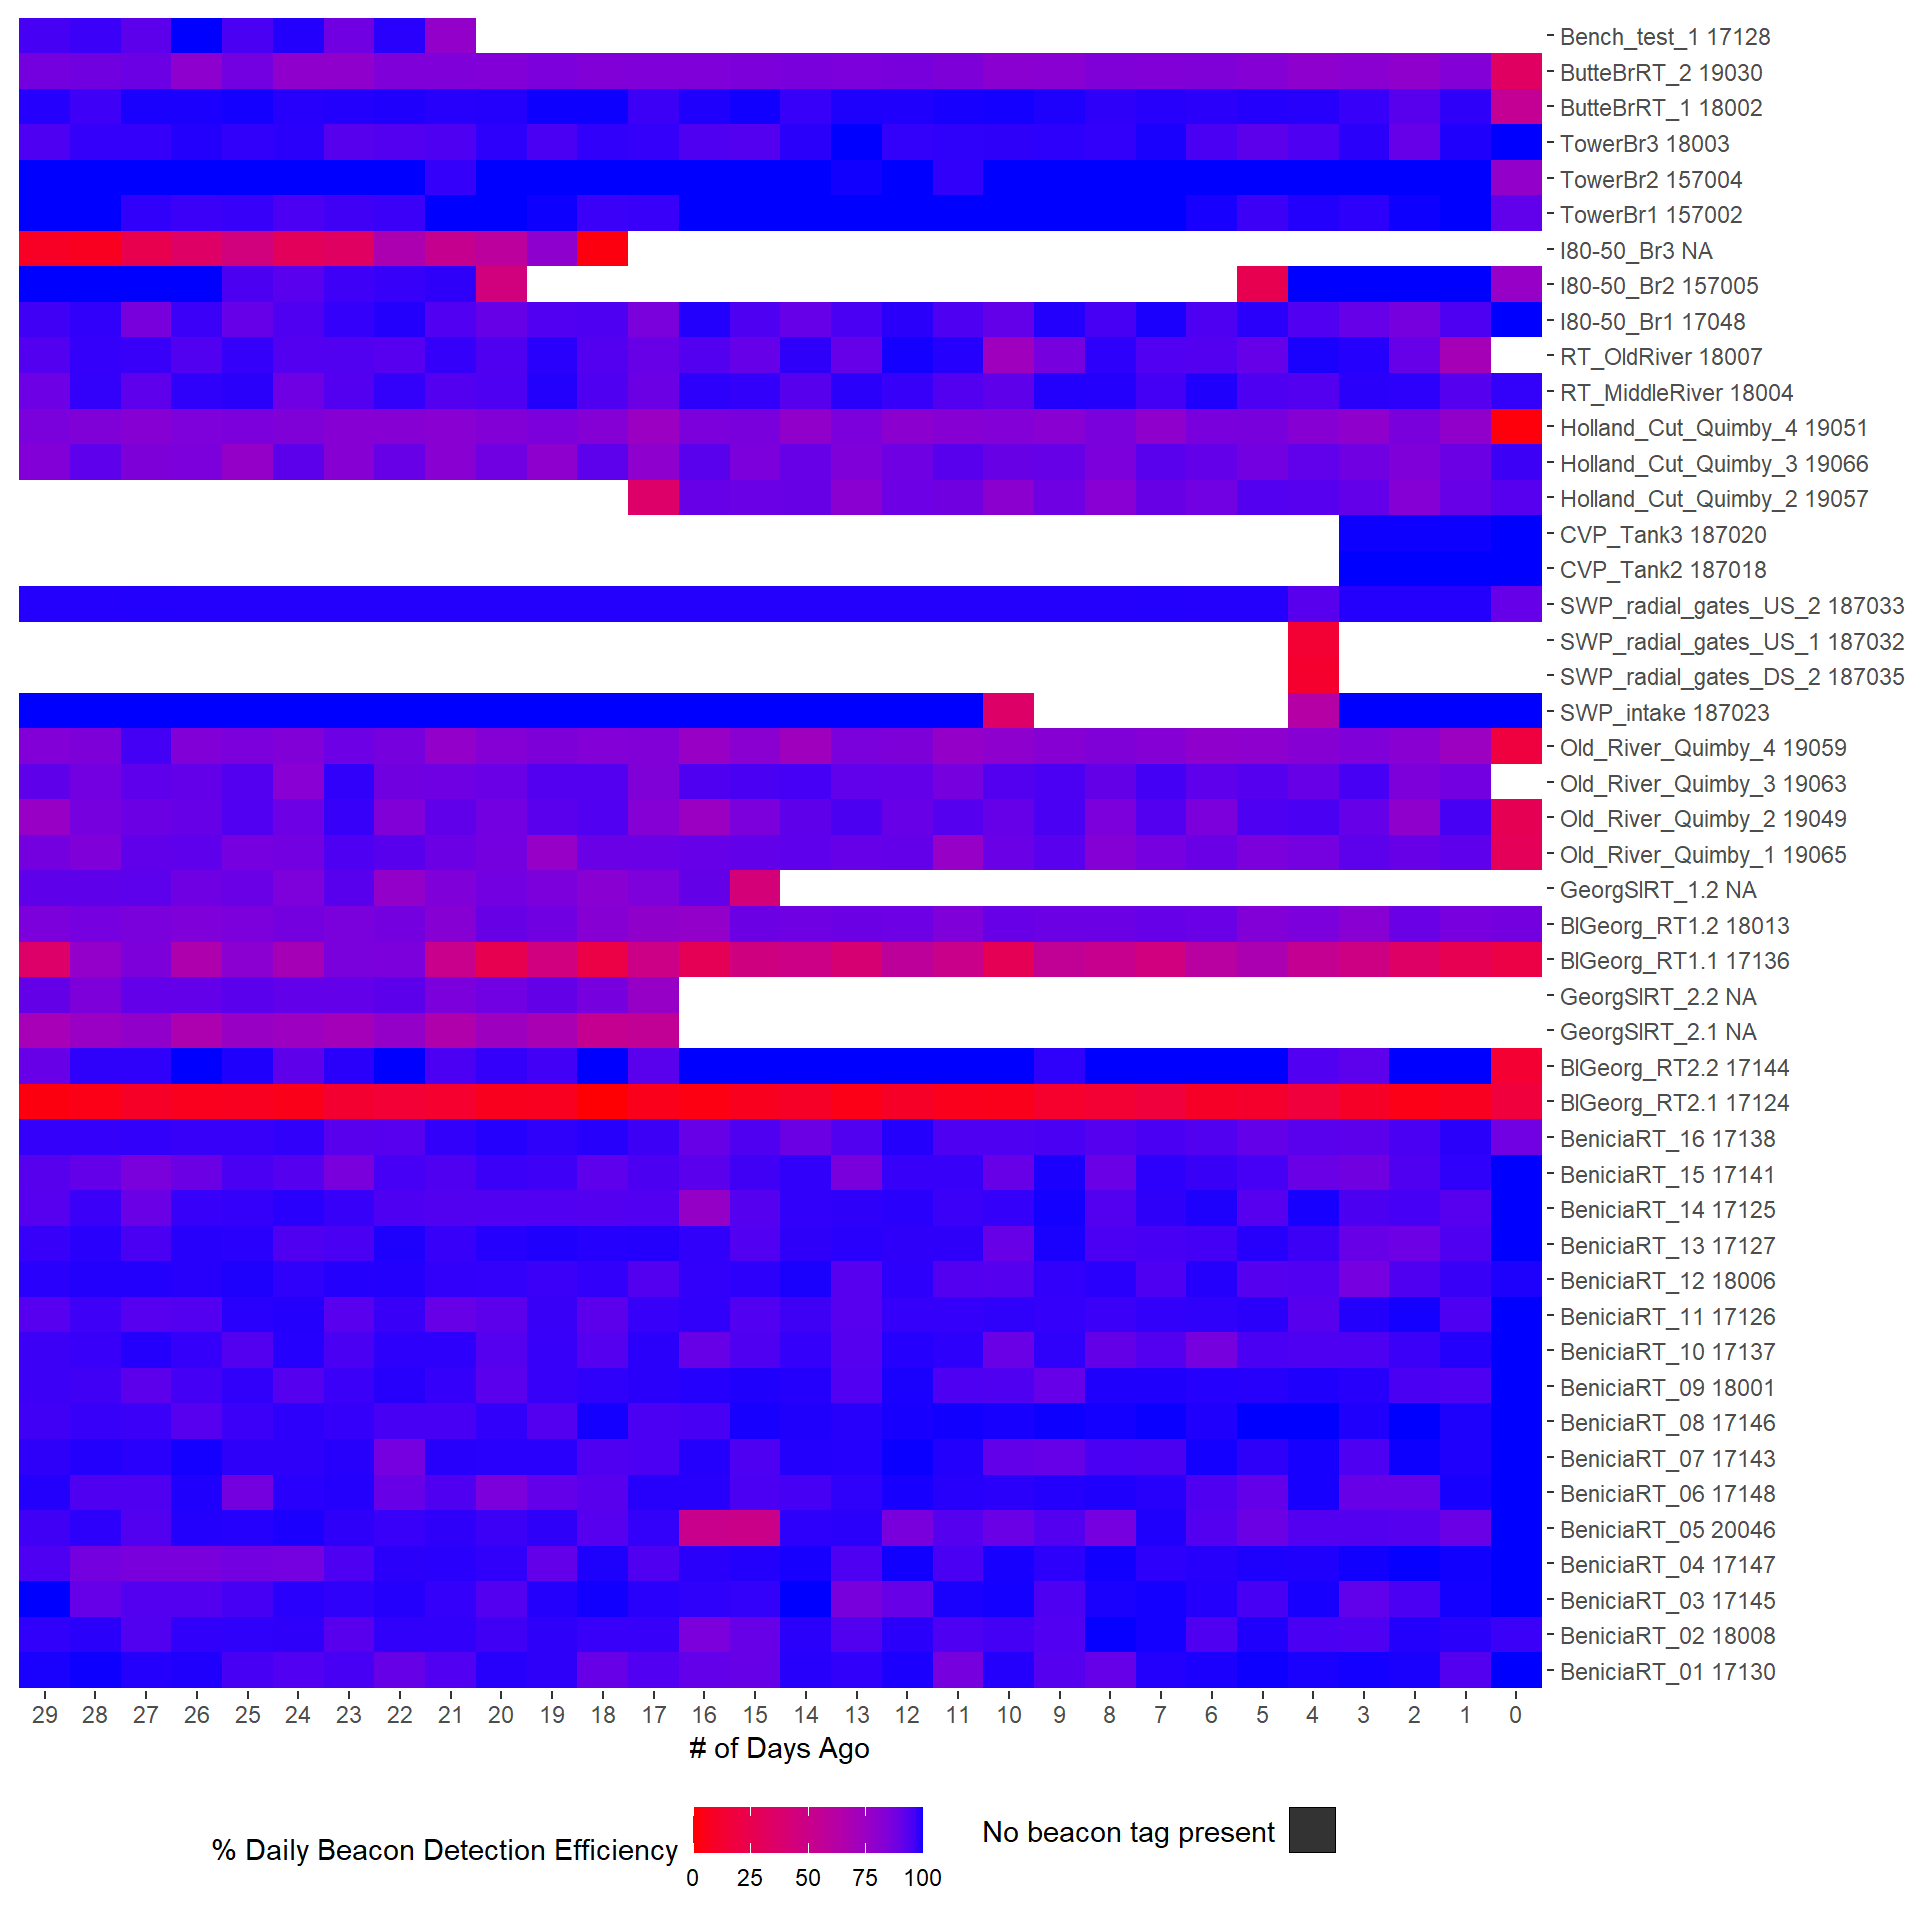 Bench_test_1 17128
ButteBrRT_2 19030
ButteBrRT_1 18002
TowerBr3 18003
TowerBr2 157004
TowerBr1 157002
I80-50_Br3 NA
I80-50_Br2 157005
I80-50_Br1 17048
RT_OldRiver 18007
RT_MiddleRiver 18004
Holland_Cut_Quimby_4 19051
Holland_Cut_Quimby_3 19066
Holland_Cut_Quimby_2 19057
CVP_Tank3 187020
CVP_Tank2 187018
SWP_radial_gates_US_2 187033
SWP_radial_gates_US_1 187032
SWP_radial_gates_DS_2 187035
SWP_intake 187023
Old_River_Quimby_4 19059
Old_River_Quimby_3 19063
Old_River_Quimby_2 19049
Old_River_Quimby_1 19065
GeorgSlRT_1.2 NA
BlGeorg_RT1.2 18013
BlGeorg_RT1.1 17136
GeorgSlRT_2.2 NA
GeorgSlRT_2.1 NA
BlGeorg_RT2.2 17144
BlGeorg_RT2.1 17124
BeniciaRT_16 17138
BeniciaRT_15 17141
BeniciaRT_14 17125
BeniciaRT_13 17127
BeniciaRT_12 18006
BeniciaRT_11 17126
BeniciaRT_10 17137
BeniciaRT_09 18001
BeniciaRT_08 17146
BeniciaRT_07 17143
BeniciaRT_06 17148
BeniciaRT_05 20046
BeniciaRT_04 17147
BeniciaRT_03 17145
BeniciaRT_02 18008
BeniciaRT_01 17130
29 28 27 26 25 24 23 22 21 20 19 18 17 16 15 14 13 12 11 10 9 8 7 6 5 4 3 2 1 0
# of Days Ago
% Daily Beacon Detection Efficiency
0 25 50 75 100
No beacon tag present